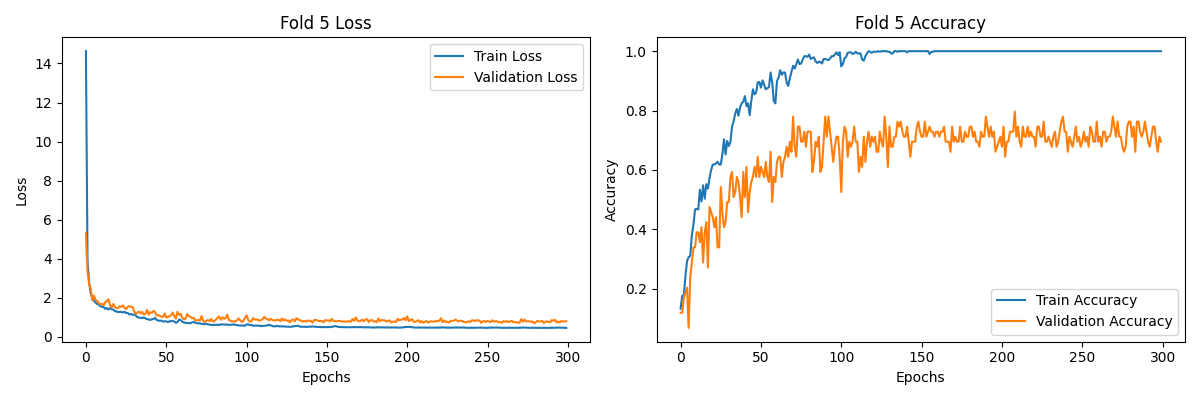 Fold 5 Loss
Train Loss
Validation Loss
14
12
10
8
6
4
2
0
Loss
0 50 100 150 200 250 300
Epochs
Fold 5 Accuracy
1.0
0.8
0.6
0.4
0.2
Accuracy
Train Accuracy
Validation Accuracy
0 50 100 150 200 250 300
Epochs